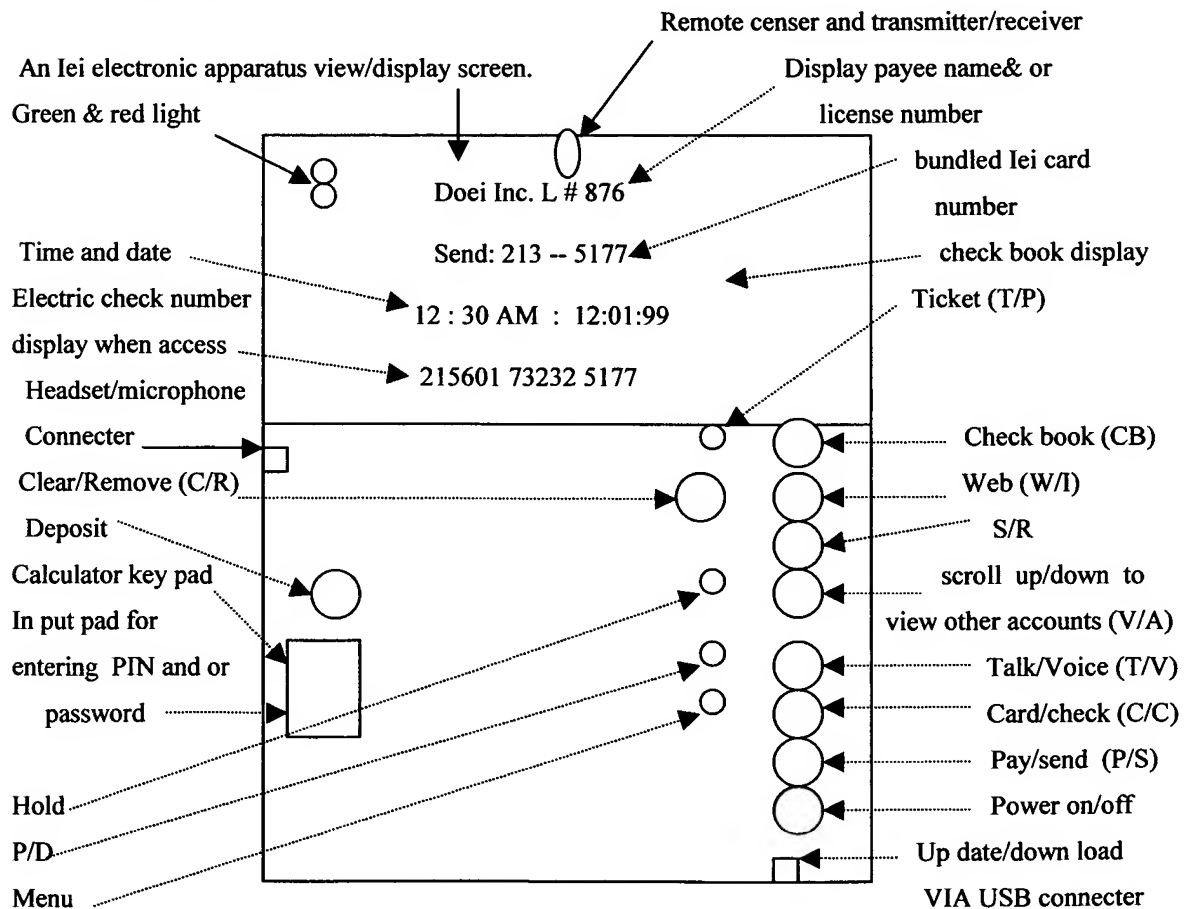 Remote censer and transmitter/receiver
An Iei electronic apparatus view/display screen.
Display payee name& or
Green & red light
license number
bundled Iei card
Doei Inc. L # 876
number
Time and date
Send: 213 -- 5177
check book display
Electric check number
12 : 30 AM : 12:01:99
Ticket (T/P)
display when access
215601 73232 5177
Headset/microphone
Connecter
Check book (CB)
Clear/Remove (C/R)
Web (W/I)
Deposit
S/R
Calculator key pad
scroll up/down to
In put pad for
view other accounts (V/A)
entering PIN and or
Talk/Voice (T/V)
password
Card/check (C/C)
Pay/send (P/S)
Hold
Power on/off
P/D
Up date/down load
Menu
VIA USB connecter